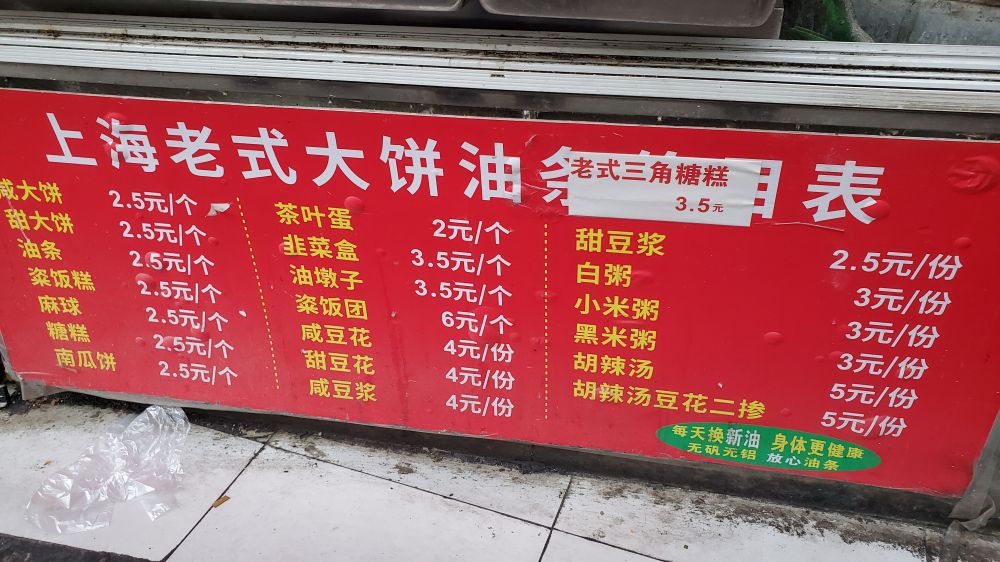 上海老式大饼油条 目表
老式三角糖糕
3.5元
咸大饼 2.5元/个
甜大饼 2.5元/个
油条 2.5元/个
粢饭糕 2.5元/个
麻球 2.5元/个
糖糕 2.5元/个
南瓜饼 2.5元/个
茶叶蛋 2元/个
韭菜盒 3.5元/个
油墩子 3.5元/个
粢饭团 6元/个
咸豆花 4元/份
甜豆花 4元/份
咸豆浆 4元/份
甜豆浆 2.5元/份
白粥 3元/份
小米粥 3元/份
黑米粥 3元/份
胡辣汤 5元/份
胡辣汤豆花二掺 5元/份
每天换新油 身体更健康
无矾无铝 放心油条